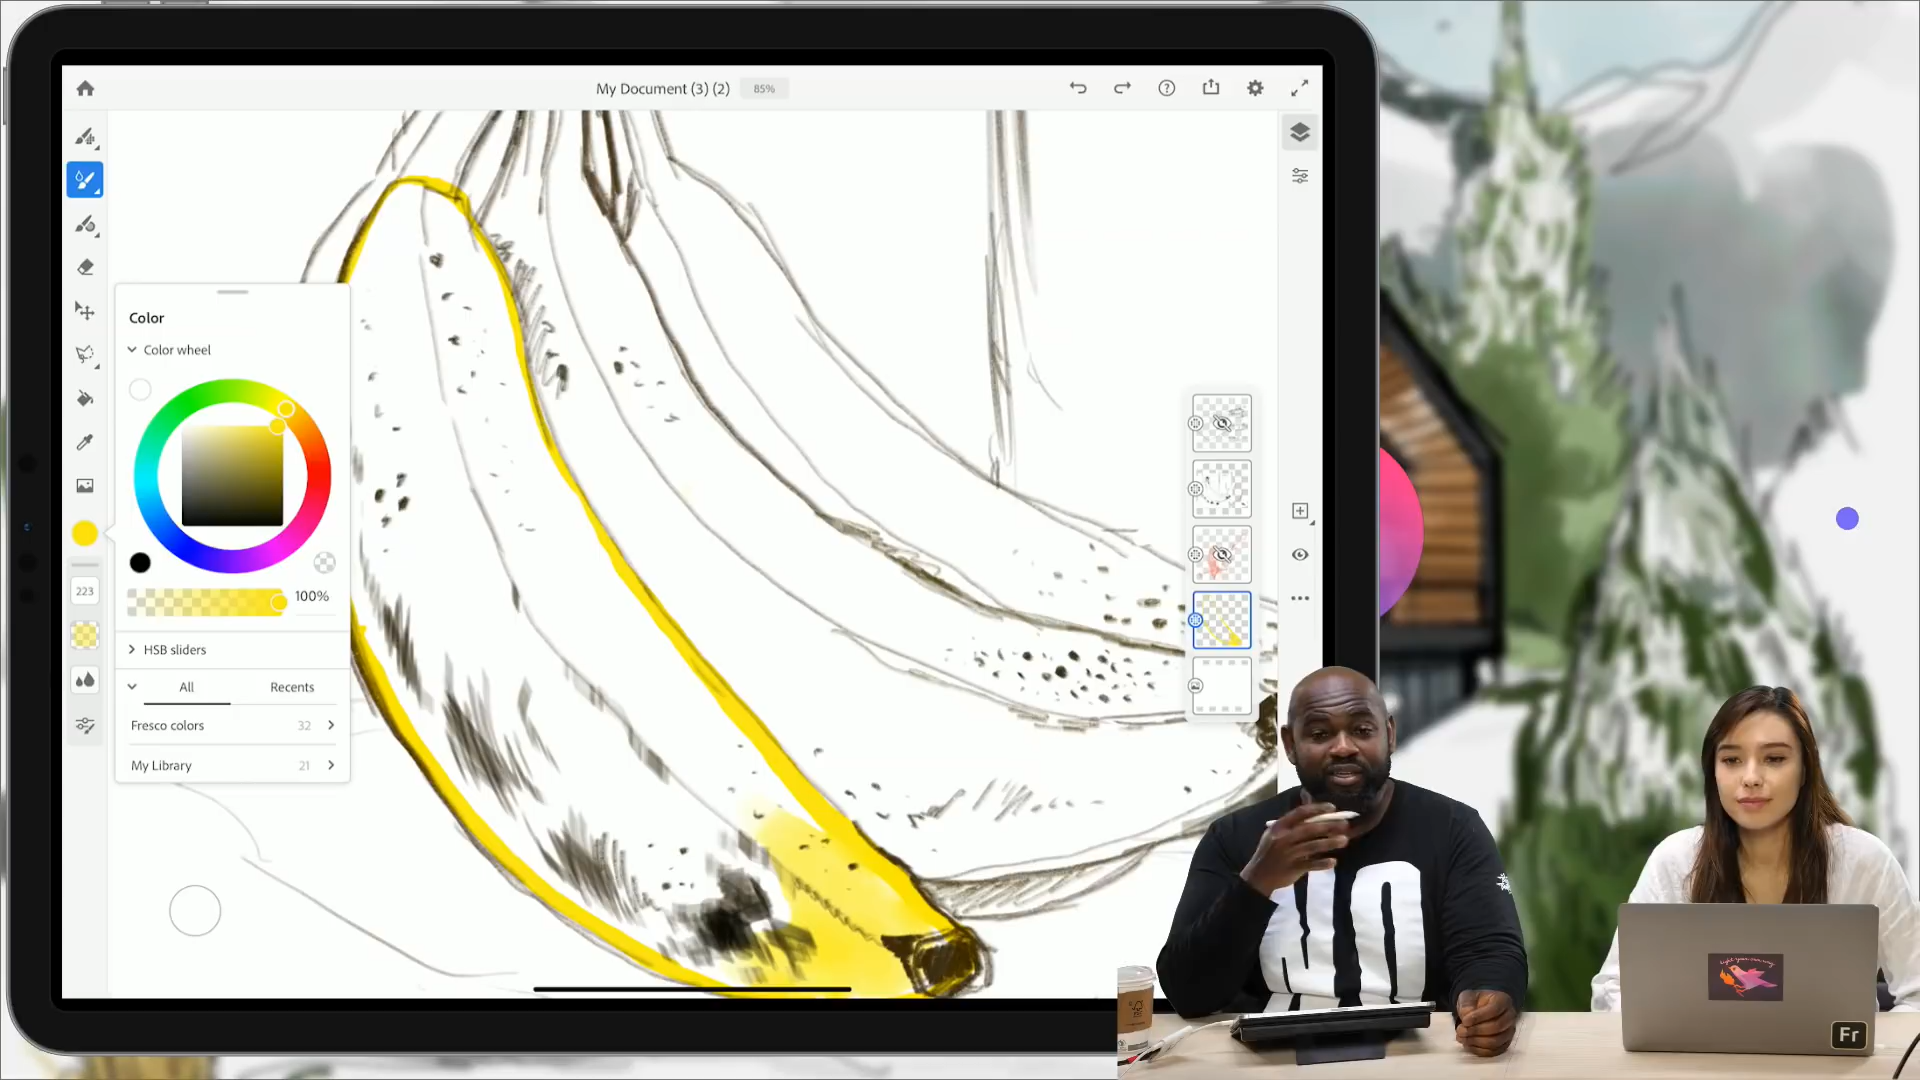 My Document (3) (2)
85%
Color
Color wheel
100%
223
HSB sliders
All
Recents
Fresco colors
32
My Library
21
Fr